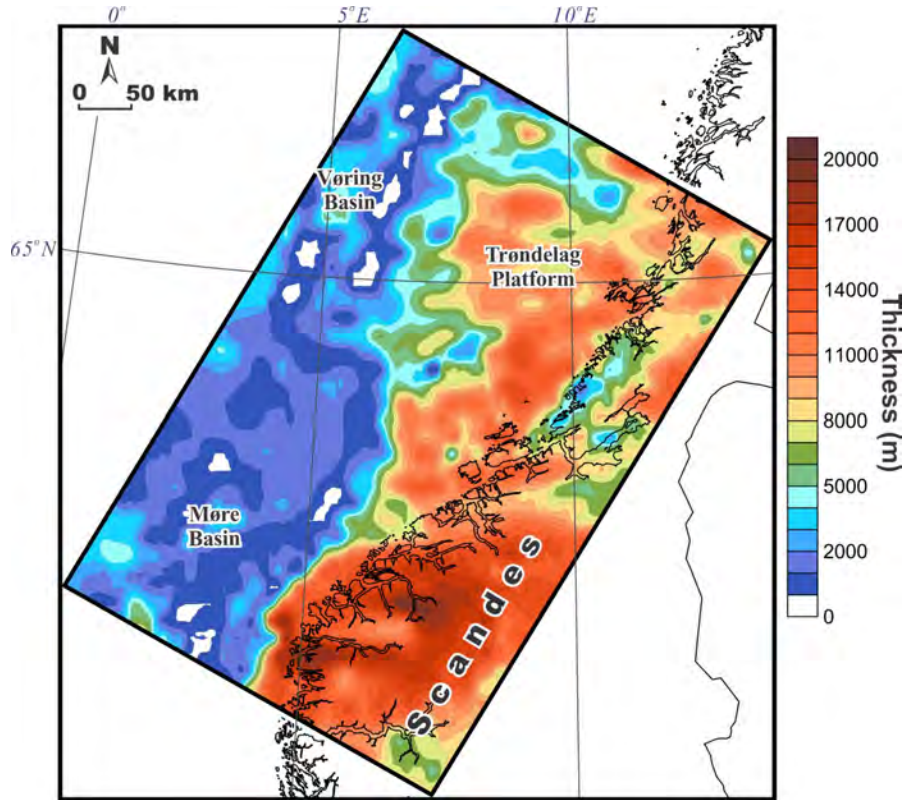 0°
5°E
10°E
N
0 50 km
Vøring
Basin
65°N
Trøndelag
Platform
Møre
Basin
Scandes
20000
17000
14000
11000
8000
5000
2000
0
Thickness (m)